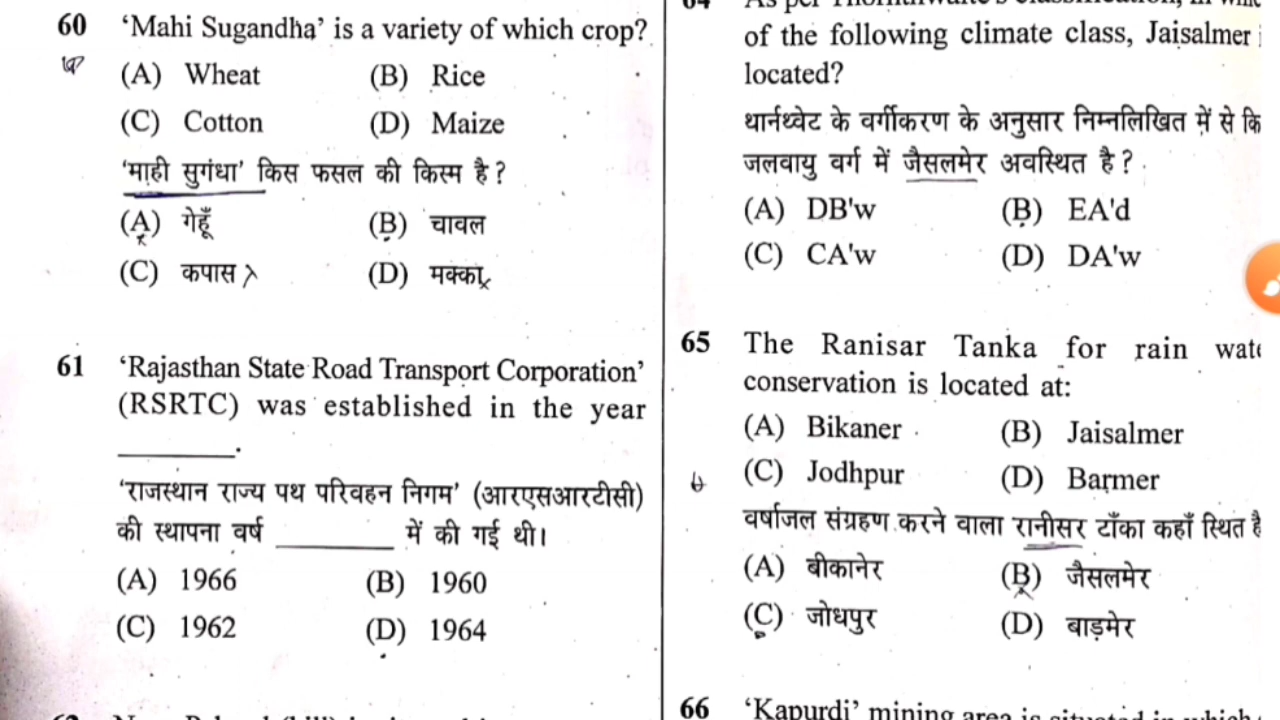 60 'Mahi Sugandha' is a variety of which crop?
(A) Wheat (B) Rice
(C) Cotton (D) Maize
'माही सुगंधा' किस फसल की किस्म है?
(A) गेहूँ (B) चावल
(C) कपास (D) मक्का
61 'Rajasthan State Road Transport Corporation'
(RSRTC) was established in the year
________.
'राजस्थान राज्य पथ परिवहन निगम' (आरएसआरटीसी)
की स्थापना वर्ष ________ में की गई थी।
(A) 1966 (B) 1960
(C) 1962 (D) 1964
of the following climate class, Jaisalmer
located?
थार्नथ्वेट के वर्गीकरण के अनुसार निम्नलिखित में से
जलवायु वर्ग में जैसलमेर अवस्थित है?
(A) DB'w (B) EA'd
(C) CA'w (D) DA'w
65 The Ranisar Tanka for rain
conservation is located at:
(A) Bikaner (B) Jaisalmer
(C) Jodhpur (D) Barmer
वर्षाजल संग्रहण करने वाला रानीसर टाँका कहाँ स्थित है
(A) बीकानेर (B) जैसलमेर
(C) जोधपुर (D) बाड़मेर
66 'Kapurdi' mining area is situated in which